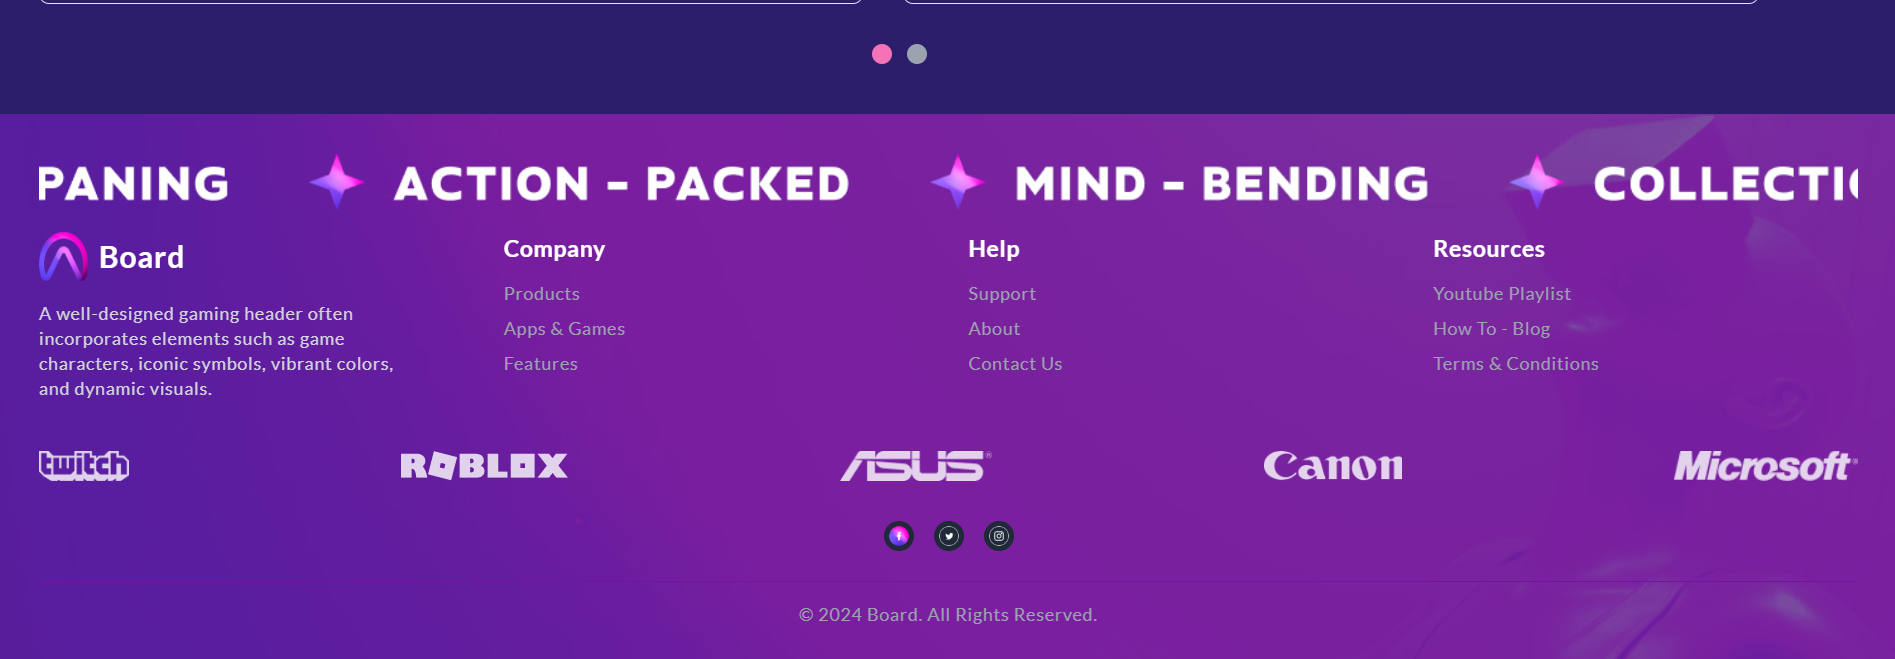 PANING ACTION - PACKED MIND - BENDING COLLECTIO
Board
A well-designed gaming header often
incorporates elements such as game
characters, iconic symbols, vibrant colors,
and dynamic visuals.
Company
Products
Apps & Games
Features
Help
Support
About
Contact Us
Resources
Youtube Playlist
How To - Blog
Terms & Conditions
twitch ROBLOX ASUS® Canon Microsoft®
© 2024 Board. All Rights Reserved.